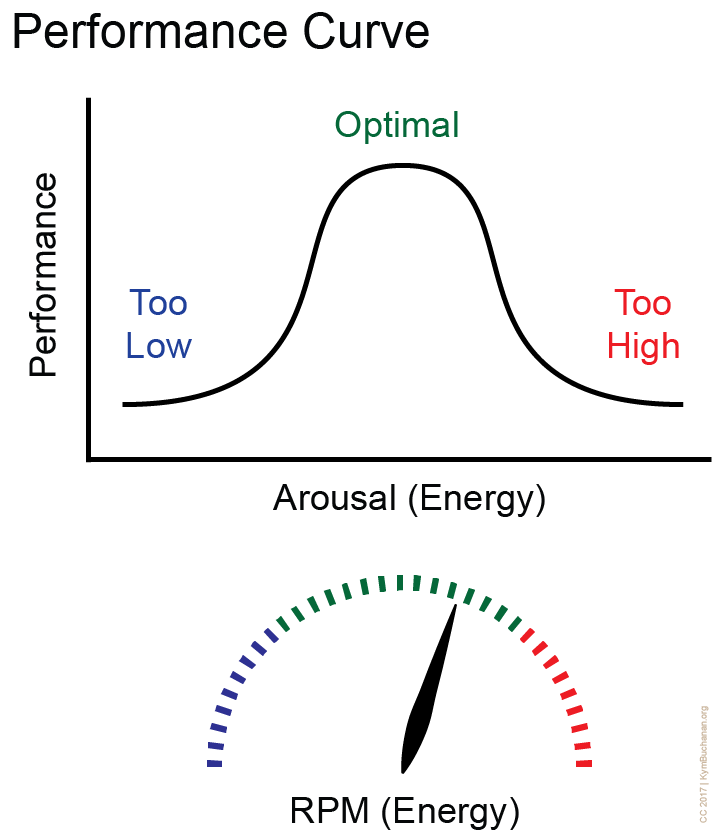 Performance Curve
Optimal
Too
Low
Too
High
Performance
Arousal (Energy)
RPM (Energy)
CC 2017 | KymBuchanan.org